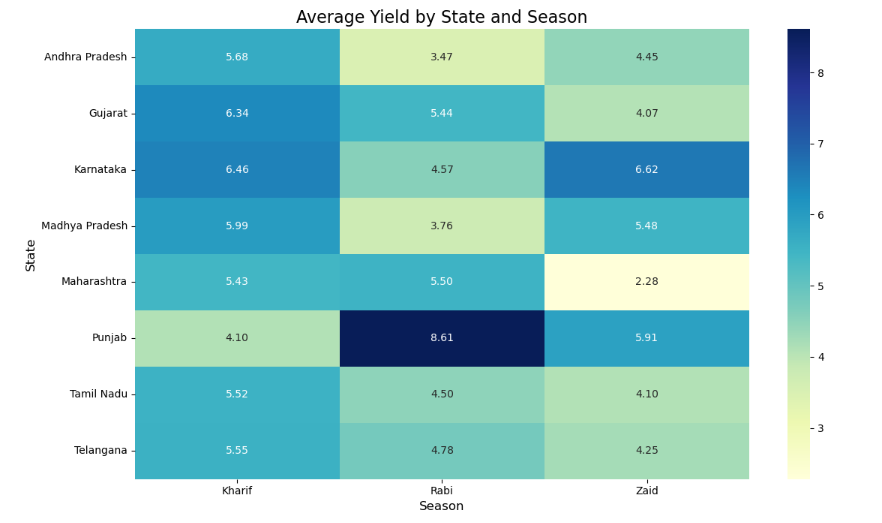 Average Yield by State and Season
State
Andhra Pradesh 5.68 3.47 4.45
Gujarat 6.34 5.44 4.07
Karnataka 6.46 4.57 6.62
Madhya Pradesh 5.99 3.76 5.48
Maharashtra 5.43 5.50 2.28
Punjab 4.10 8.61 5.91
Tamil Nadu 5.52 4.50 4.10
Telangana 5.55 4.78 4.25
Kharif Rabi Zaid
Season
8
7
6
5
4
3